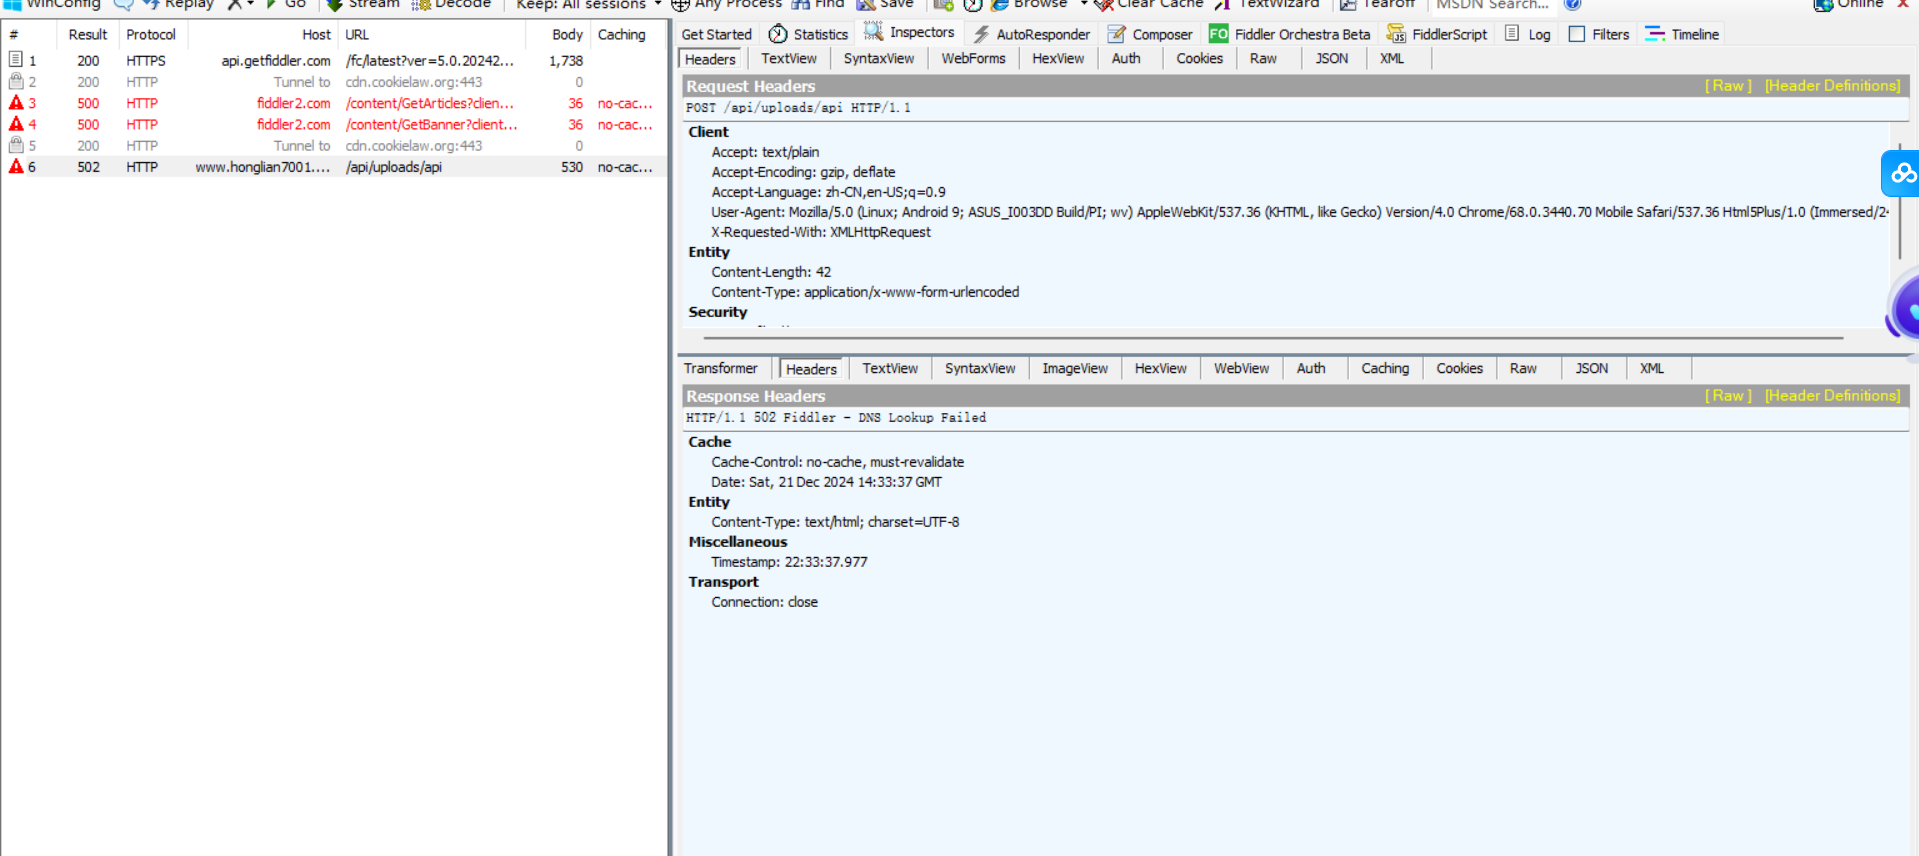 WinConfig Replay Go Stream Decode Keep: All sessions Any Process Find Save Browse Clear Cache TextWizard Tearoff MSDN Search... Online
# Result Protocol Host URL Body Caching
1 200 HTTPS api.getfiddler.com /fc/latest?ver=5.0.20242... 1,738
2 200 HTTP Tunnel to cdn.cookielaw.org:443 0
3 500 HTTP fiddler2.com /content/GetArticles?clien... 36 no-cac...
4 500 HTTP fiddler2.com /content/GetBanner?client... 36 no-cac...
5 200 HTTP Tunnel to cdn.cookielaw.org:443 0
6 502 HTTP www.honglian7001.... /api/uploads/api 530 no-cac...
Get Started Statistics Inspectors AutoResponder Composer FO Fiddler Orchestra Beta FiddlerScript Log Filters Timeline
Headers TextView SyntaxView WebForms HexView Auth Cookies Raw JSON XML
Request Headers [ Raw ] [Header Definitions]
POST /api/uploads/api HTTP/1.1
Client
Accept: text/plain
Accept-Encoding: gzip, deflate
Accept-Language: zh-CN,en-US;q=0.9
User-Agent: Mozilla/5.0 (Linux; Android 9; ASUS_I003DD Build/PI; wv) AppleWebKit/537.36 (KHTML, like Gecko) Version/4.0 Chrome/68.0.3440.70 Mobile Safari/537.36 Html5Plus/1.0 (Immersed/24
X-Requested-With: XMLHttpRequest
Entity
Content-Length: 42
Content-Type: application/x-www-form-urlencoded
Security
Transformer Headers TextView SyntaxView ImageView HexView WebView Auth Caching Cookies Raw JSON XML
Response Headers [ Raw ] [Header Definitions]
HTTP/1.1 502 Fiddler - DNS Lookup Failed
Cache
Cache-Control: no-cache, must-revalidate
Date: Sat, 21 Dec 2024 14:33:37 GMT
Entity
Content-Type: text/html; charset=UTF-8
Miscellaneous
Timestamp: 22:33:37.977
Transport
Connection: close